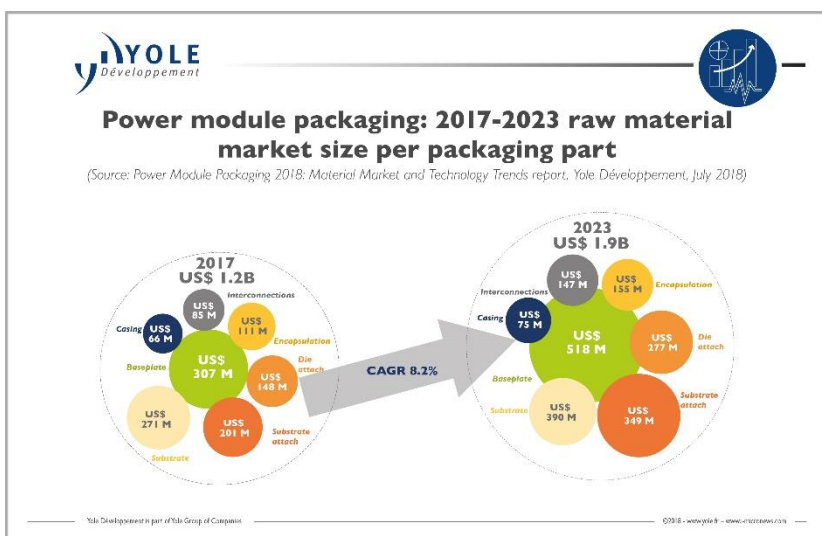 YOLE
Développement
Power module packaging: 2017-2023 raw material
market size per packaging part
(Source: Power Module Packaging 2018: Material Market and Technology Trends report, Yole Développement, July 2018)
2017
US$ 1.2B
US$
85 M
Interconnections
Casing
US$
66 M
US$
111 M
Encapsulation
Baseplate
US$
307 M
US$
148 M
Die
attach
US$
271 M
Substrate
US$
201 M
Substrate
attach
CAGR 8.2%
2023
US$ 1.9B
US$
147 M
Interconnections
US$
155 M
Encapsulation
Casing
US$
75 M
US$
518 M
US$
277 M
Die
attach
Baseplate
Substrate
US$
390 M
US$
349 M
Substrate
attach
Yole Développement is part of Yole Group of Companies
©2018 - www.yole.fr - www.i-micronews.com